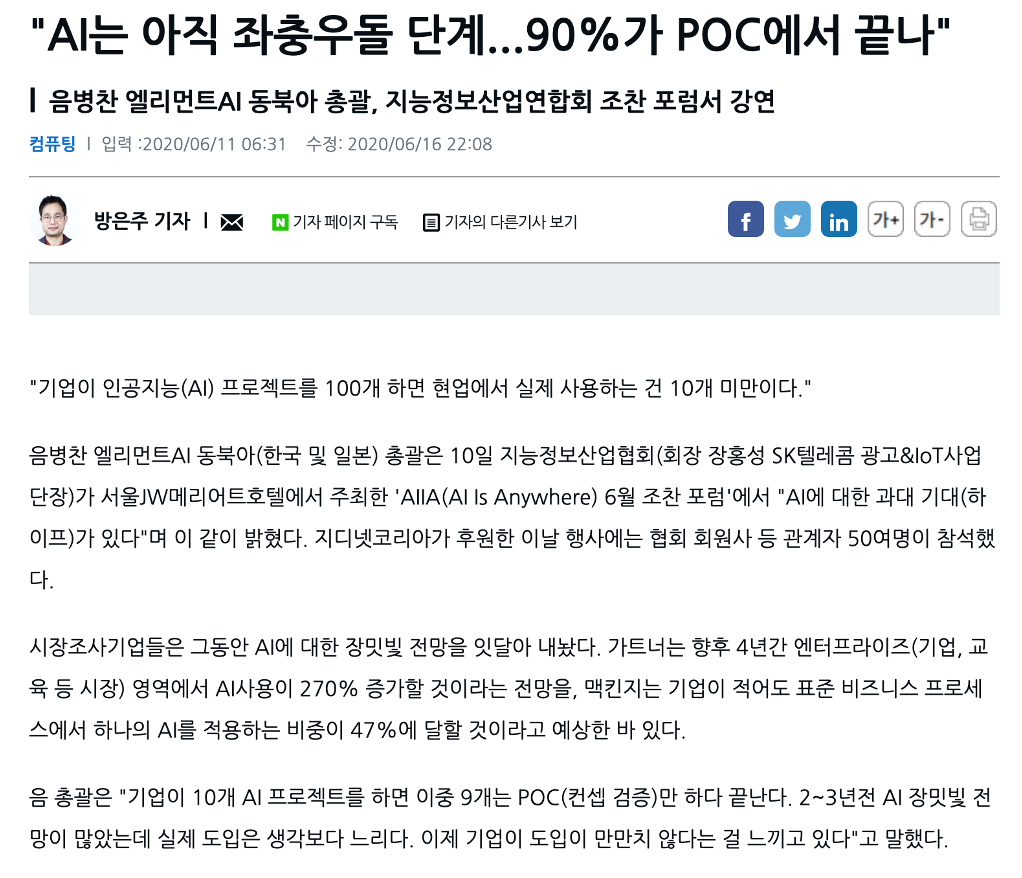 "AI는 아직 좌충우돌 단계...90%가 POC에서 끝나"
음병찬 엘리먼트AI 동북아 총괄, 지능정보산업연합회 조찬 포럼서 강연
컴퓨팅 | 입력 :2020/06/11 06:31 수정: 2020/06/16 22:08
방은주 기자 | N 기자 페이지 구독 기자의 다른기사 보기 f in 가+ 가-
"기업이 인공지능(AI) 프로젝트를 100개 하면 현업에서 실제 사용하는 건 10개 미만이다."
음병찬 엘리먼트AI 동북아(한국 및 일본) 총괄은 10일 지능정보산업협회(회장 장홍성 SK텔레콤 광고&IoT사업
단장)가 서울JW메리어트호텔에서 주최한 'AIIA(AI Is Anywhere) 6월 조찬 포럼'에서 "AI에 대한 과대 기대(하
이프)가 있다"며 이 같이 밝혔다. 지디넷코리아가 후원한 이날 행사에는 협회 회원사 등 관계자 50여명이 참석했
다.
시장조사기업들은 그동안 AI에 대한 장밋빛 전망을 잇달아 내놨다. 가트너는 향후 4년간 엔터프라이즈(기업, 교
육 등 시장) 영역에서 AI사용이 270% 증가할 것이라는 전망을, 맥킨지는 기업이 적어도 표준 비즈니스 프로세
스에서 하나의 AI를 적용하는 비중이 47%에 달할 것이라고 예상한 바 있다.
음 총괄은 "기업이 10개 AI 프로젝트를 하면 이중 9개는 POC(컨셉 검증)만 하다 끝난다. 2~3년전 AI 장밋빛 전
망이 많았는데 실제 도입은 생각보다 느리다. 이제 기업이 도입이 만만치 않다는 걸 느끼고 있다"고 말했다.